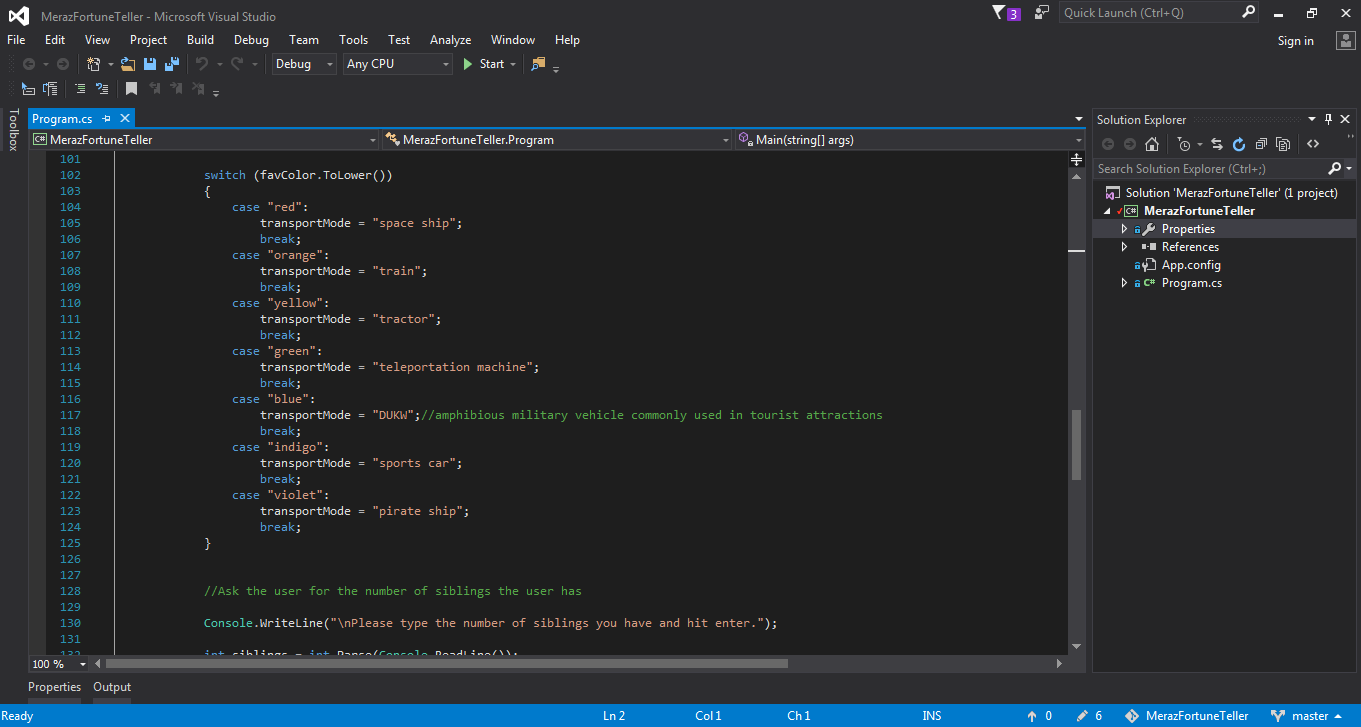 MerazFortuneTeller - Microsoft Visual Studio
3
Quick Launch (Ctrl+Q)
File Edit View Project Build Debug Team Tools Test Analyze Window Help
Sign in
Debug Any CPU Start
Toolbox
Program.cs
MerazFortuneTeller MerazFortuneTeller.Program Main(string[] args)
101
102 switch (favColor.ToLower())
103 {
104 case "red":
105 transportMode = "space ship";
106 break;
107 case "orange":
108 transportMode = "train";
109 break;
110 case "yellow":
111 transportMode = "tractor";
112 break;
113 case "green":
114 transportMode = "teleportation machine";
115 break;
116 case "blue":
117 transportMode = "DUKW";//amphibious military vehicle commonly used in tourist attractions
118 break;
119 case "indigo":
120 transportMode = "sports car";
121 break;
122 case "violet":
123 transportMode = "pirate ship";
124 break;
125 }
126
127
128 //Ask the user for the number of siblings the user has
129
130 Console.WriteLine("\nPlease type the number of siblings you have and hit enter.");
131
132 int siblings = int.Parse(Console.ReadLine());
100 %
Solution Explorer
Search Solution Explorer (Ctrl+;)
Solution 'MerazFortuneTeller' (1 project)
C# MerazFortuneTeller
Properties
References
App.config
C# Program.cs
Properties Output
Ready Ln 2 Col 1 Ch 1 INS 0 6 MerazFortuneTeller master